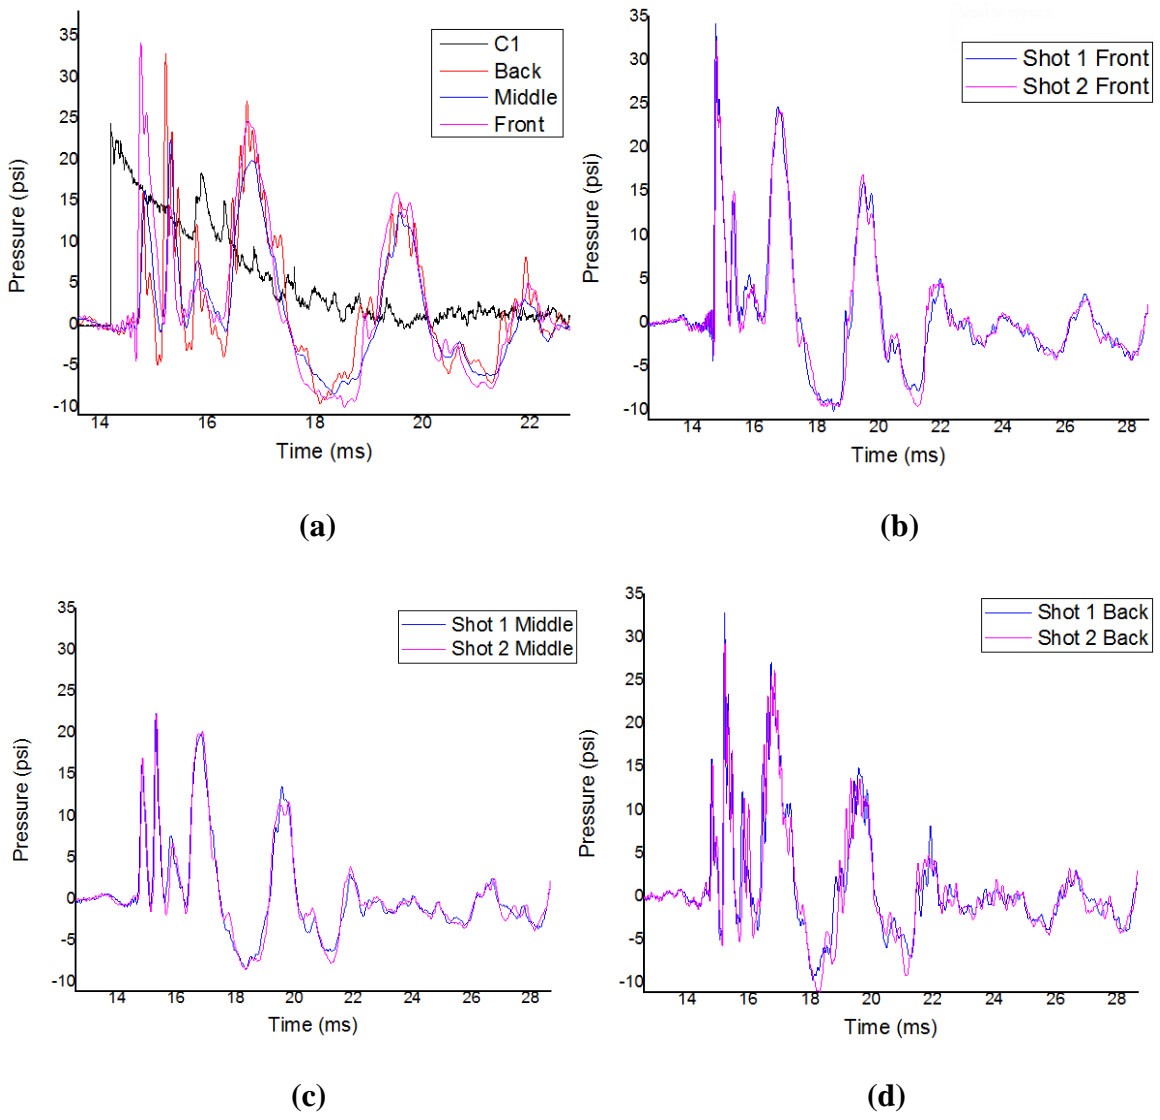 35
30
25
20
15
10
5
0
-5
-10
Pressure (psi)
14 16 18 20 22
Time (ms)
C1
Back
Middle
Front
(a)
35
30
25
20
15
10
5
0
-5
-10
Pressure (psi)
14 16 18 20 22 24 26 28
Time (ms)
Shot 1 Front
Shot 2 Front
(b)
35
30
25
20
15
10
5
0
-5
-10
Pressure (psi)
14 16 18 20 22 24 26 28
Time (ms)
Shot 1 Middle
Shot 2 Middle
(c)
35
30
25
20
15
10
5
0
-5
-10
Pressure (psi)
14 16 18 20 22 24 26 28
Time (ms)
Shot 1 Back
Shot 2 Back
(d)